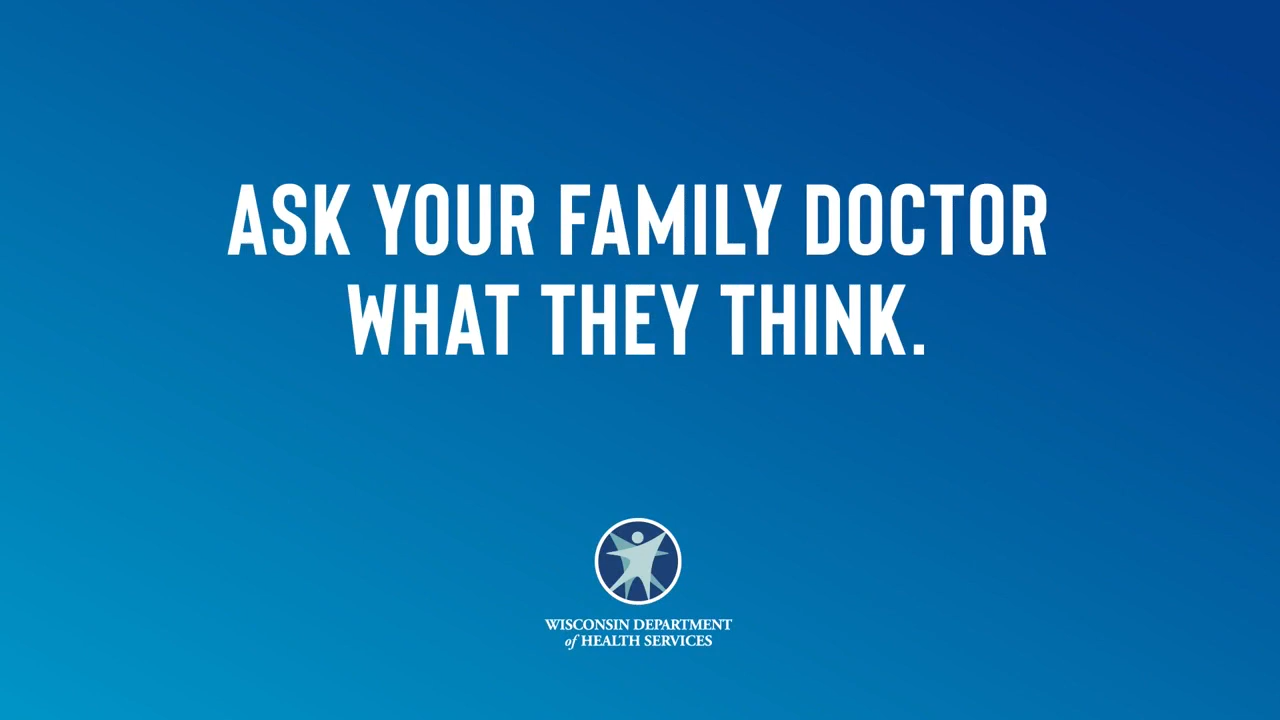 ASK YOUR FAMILY DOCTOR
WHAT THEY THINK.
WISCONSIN DEPARTMENT
of HEALTH SERVICES